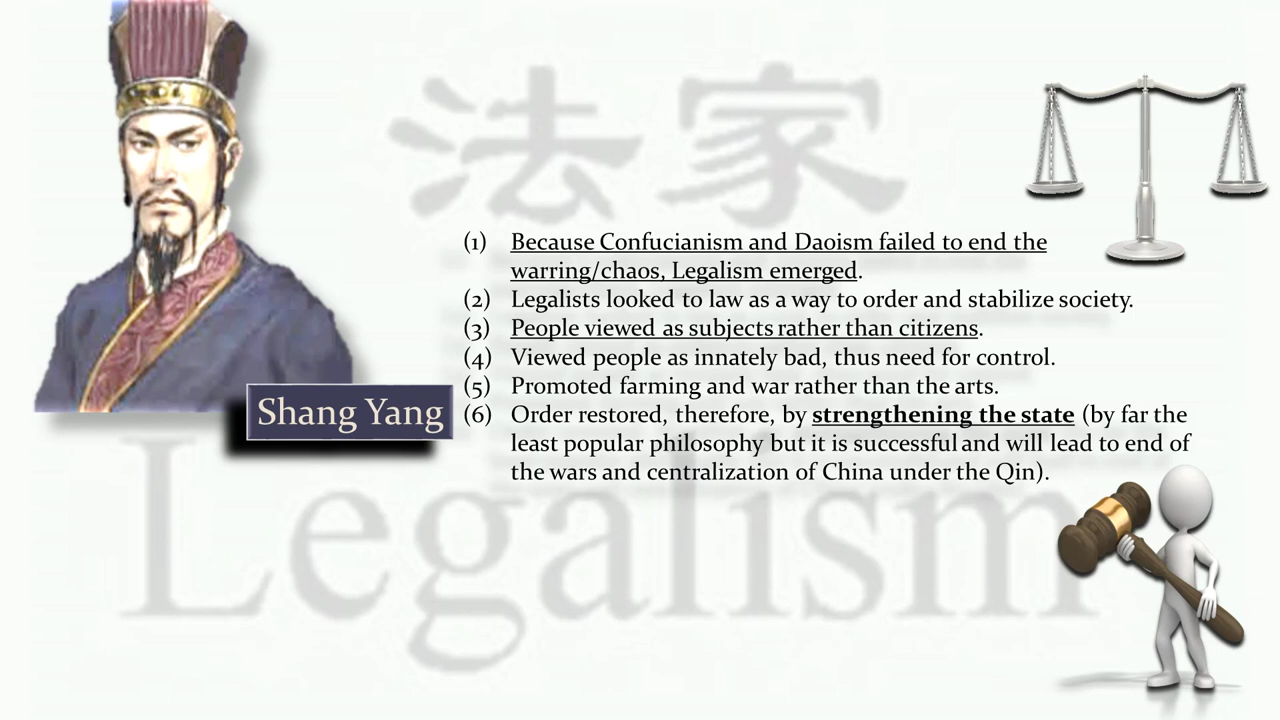 法家
(1) Because Confucianism and Daoism failed to end the
warring/chaos, Legalism emerged.
(2) Legalists looked to law as a way to order and stabilize society.
(3) People viewed as subjects rather than citizens.
(4) Viewed people as innately bad, thus need for control.
(5) Promoted farming and war rather than the arts.
Shang Yang
(6) Order restored, therefore, by strengthening the state (by far the
least popular philosophy but it is successful and will lead to end of
the wars and centralization of China under the Qin).
Legalism